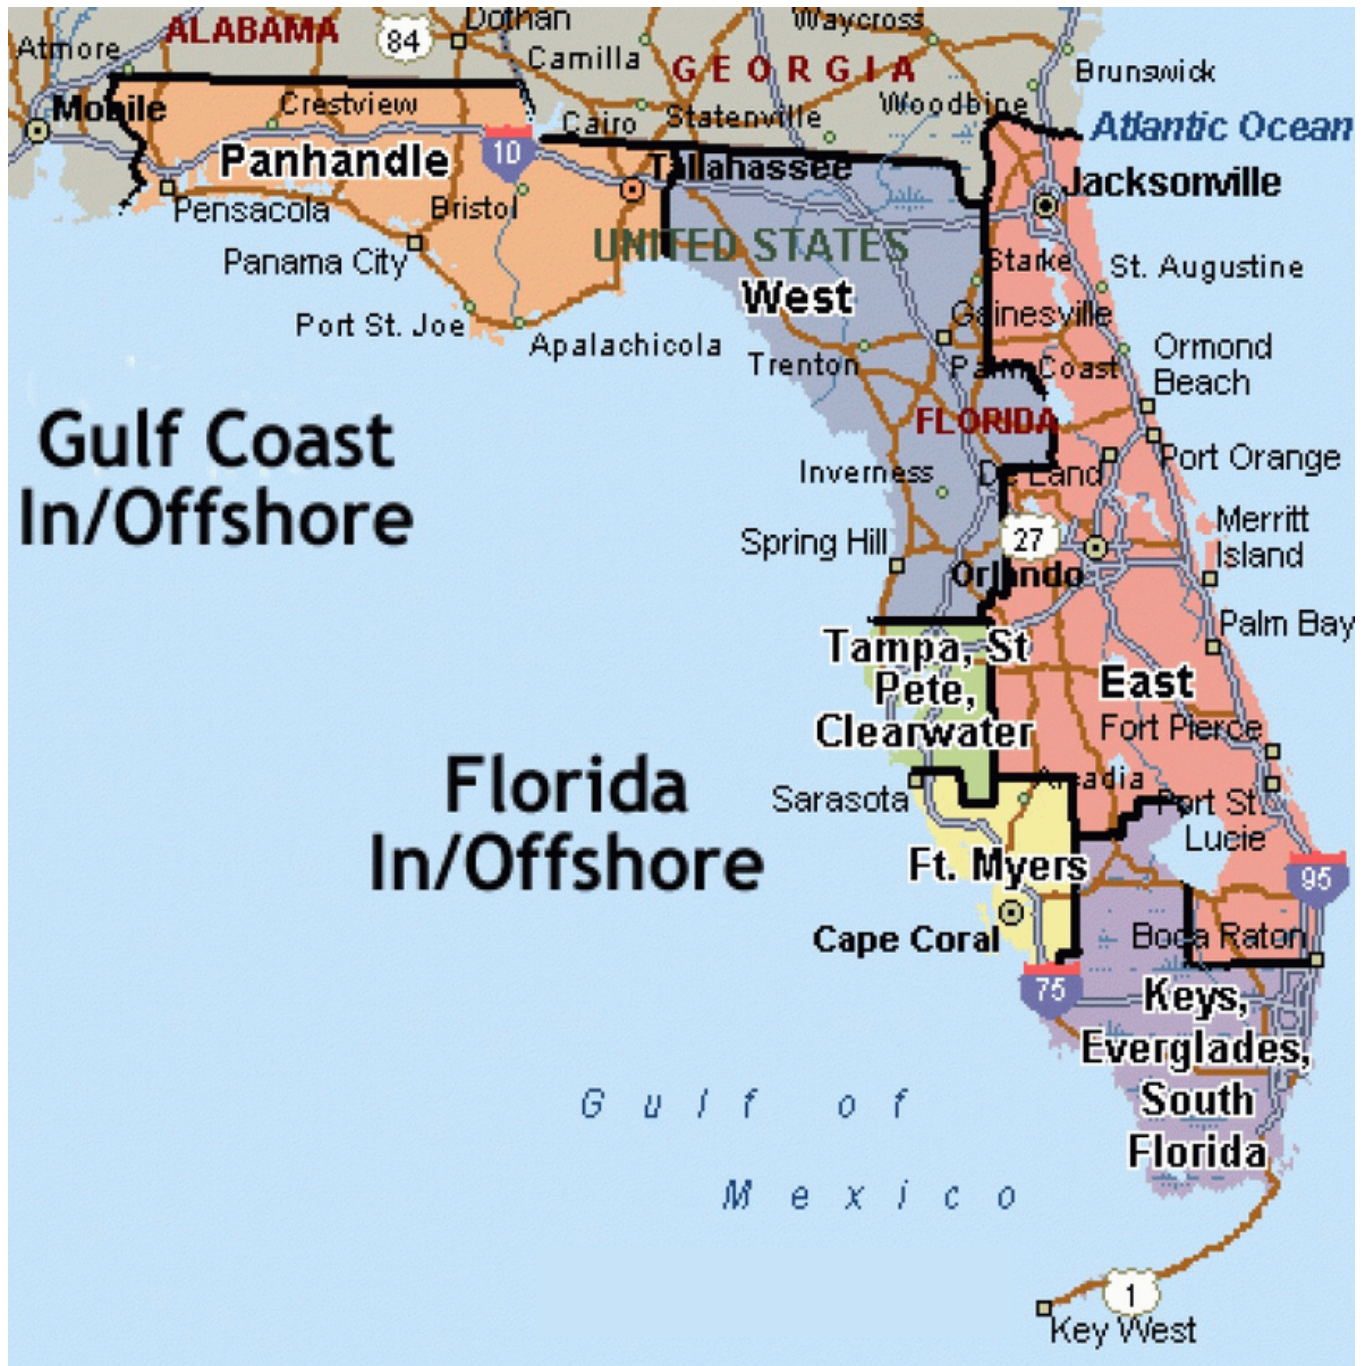 Dothan
Waycross
ALABAMA
84
Atmore
Camilla
GEORGIA
Brunswick
Mobile
Crestview
Woodbine
Cairo
Statenville
Atlantic Ocean
10
Panhandle
Tallahassee
Jacksonville
Pensacola
Bristol
UNITED STATES
Panama City
Starke
St. Augustine
West
Gainesville
Port St. Joe
Apalachicola
Ormond
Beach
Trenton
Palm Coast
FLORIDA
Gulf Coast
In/Offshore
Inverness
De Land
Port Orange
Merritt
Island
Spring Hill
27
Orlando
Palm Bay
Tampa, St
Pete,
Clearwater
East
Fort Pierce
Florida
In/Offshore
Sarasota
Arcadia
Port St.
Lucie
Ft. Myers
95
Cape Coral
Boca Raton
75
Keys,
Everglades,
South
Florida
Gulf of
Mexico
1
Key West